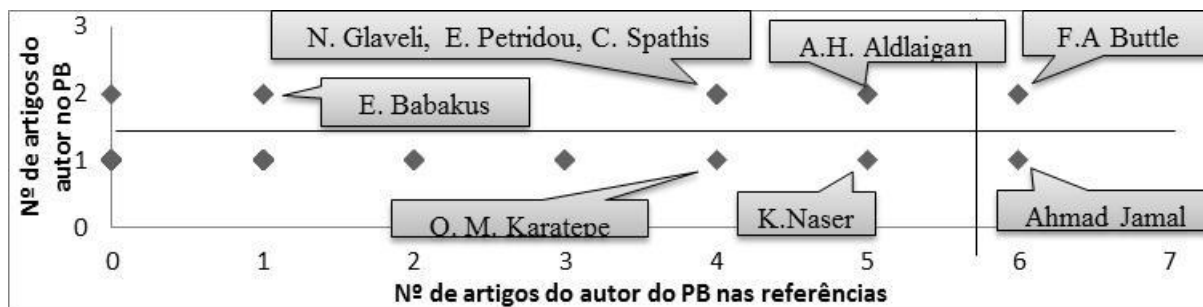 Nº de artigos do
autor no PB
3
2
1
0
N. Glaveli, E. Petridou, C. Spathis
A.H. Aldlaigan
F.A Buttle
E. Babakus
O. M. Karatepe
K.Naser
Ahmad Jamal
0 1 2 3 4 5 6 7
Nº de artigos do autor do PB nas referências